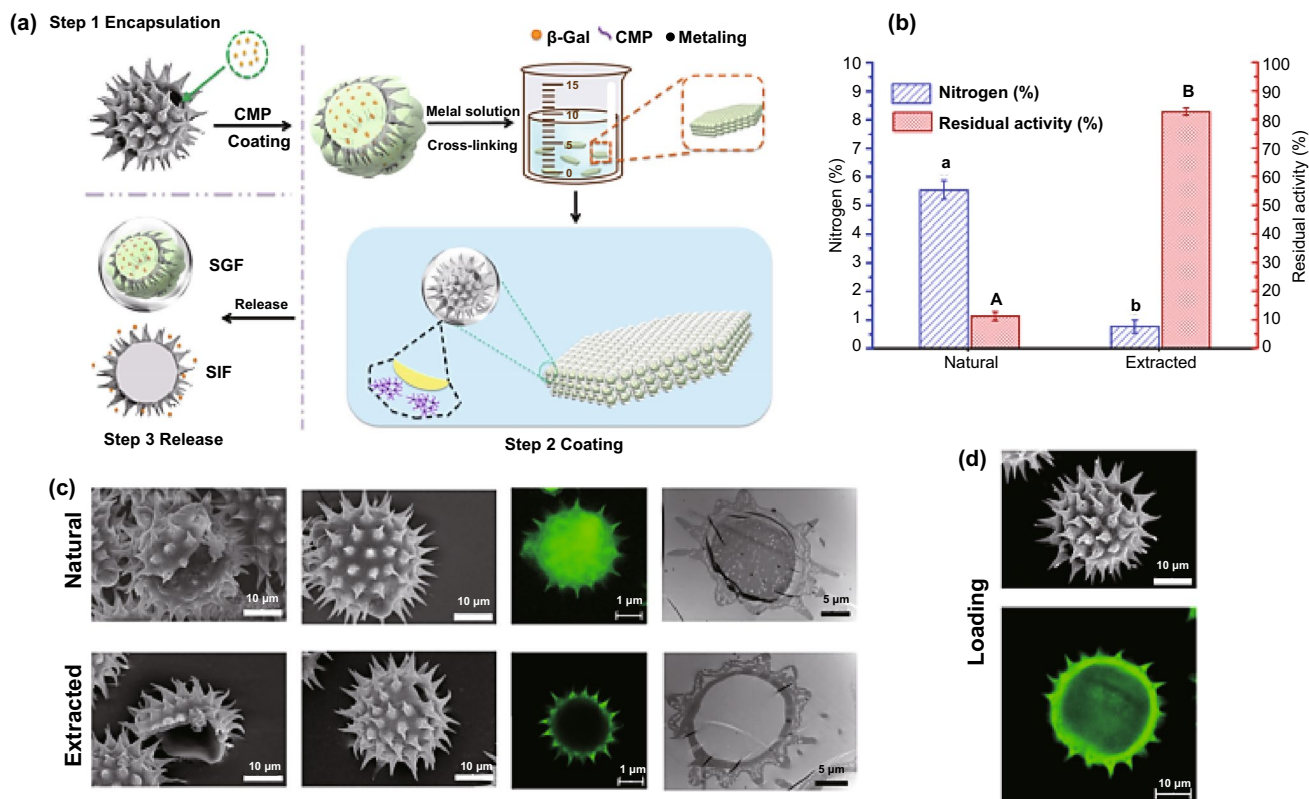 (a)
Step 1 Encapsulation
β-Gal CMP Metaling
CMP
Coating
Melal solution
Cross-linking
15
10
5
0
SGF
Release
SIF
Step 3 Release
Step 2 Coating
(b)
Nitrogen (%)
Residual activity (%)
10
9
8
7
6
5
4
3
2
1
0
Nitrogen (%)
100
90
80
70
60
50
40
30
20
10
0
Residual activity (%)
a
A
b
B
Natural
Extracted
(c)
Natural
10 µm
10 µm
1 µm
5 µm
Extracted
10 µm
10 µm
1 µm
5 µm
(d)
Loading
10 µm
10 µm